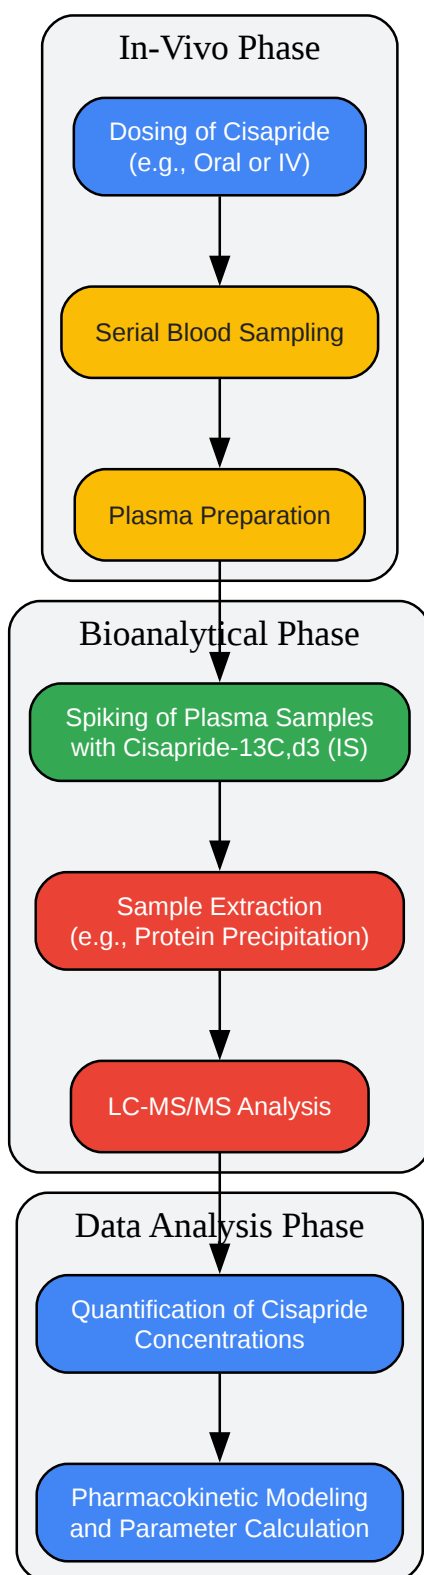 In-Vivo Phase
Dosing of Cisapride
(e.g., Oral or IV)
Serial Blood Sampling
Plasma Preparation
Bioanalytical Phase
Spiking of Plasma Samples
with Cisapride-13C,d3 (IS)
Sample Extraction
(e.g., Protein Precipitation)
LC-MS/MS Analysis
Data Analysis Phase
Quantification of Cisapride
Concentrations
Pharmacokinetic Modeling
and Parameter Calculation